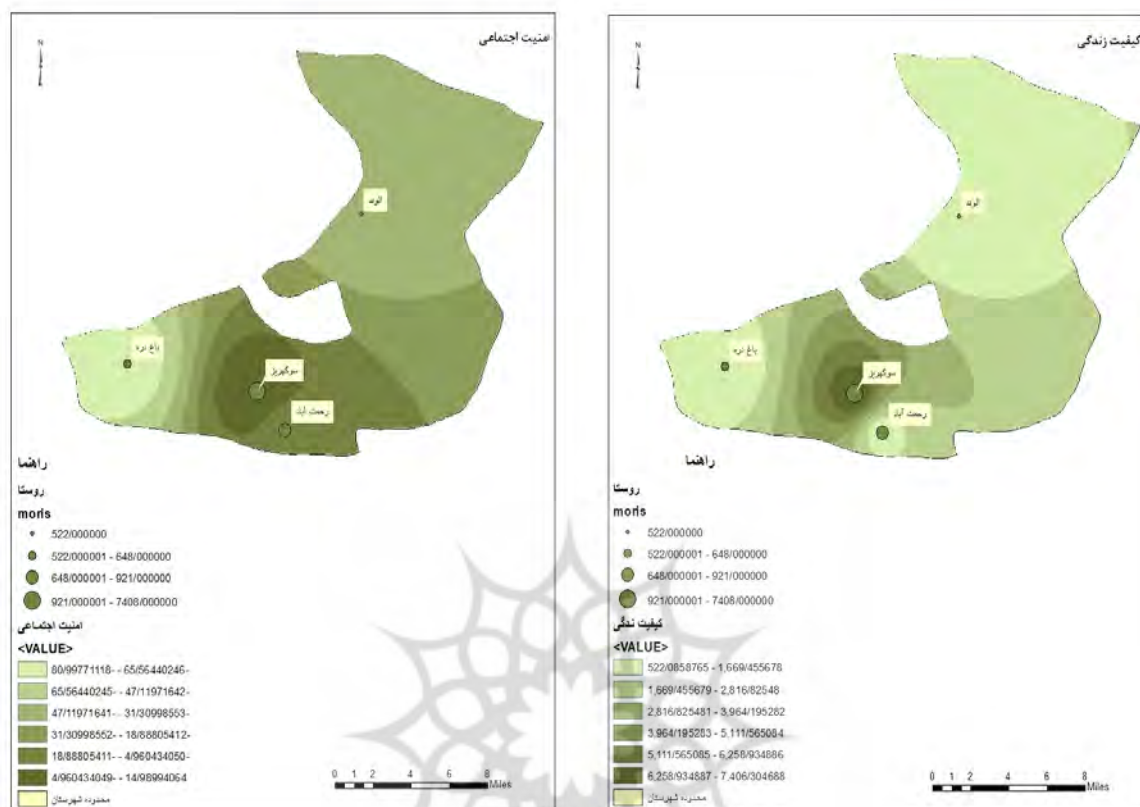 امنیت اجتماعی
N
الوند
باغ دره
سوگهریز
رحمت آباد
راهنما
روستا
moris
522/000000
522/000001 - 648/000000
648/000001 - 921/000000
921/000001 - 7408/000000
امنیت اجتماعی
<VALUE>
80/99771118- - 65/56440246-
65/56440245- - 47/11971642-
47/11971641- - 31/30998553-
31/30998552- - 18/88805412-
18/88805411- - 4/960434050-
4/960434049- - 14/98994064
محدوده شهرستان
0 1 2 4 6 8
Miles
کیفیت زندگی
N
الوند
باغ دره
سوگهریز
رحمت آباد
راهنما
روستا
moris
522/000000
522/000001 - 648/000000
648/000001 - 921/000000
921/000001 - 7408/000000
کیفیت زندگی
<VALUE>
522/0858765 - 1,669/455678
1,669/455679 - 2,816/82548
2,816/825481 - 3,964/195282
3,964/195283 - 5,111/565084
5,111/565085 - 6,258/934886
6,258/934887 - 7,406/304688
محدوده شهرستان
0 1 2 4 6 8
Miles